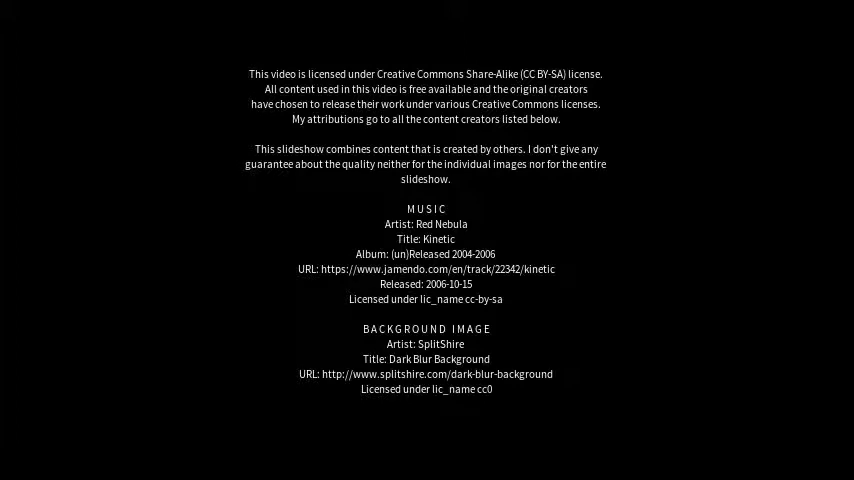 This video is licensed under Creative Commons Share-Alike (CC BY-SA) license.
All content used in this video is free available and the original creators
have chosen to release their work under various Creative Commons licenses.
My attributions go to all the content creators listed below.
This slideshow combines content that is created by others. I don't give any
guarantee about the quality neither for the individual images nor for the entire
slideshow.
MUSIC
Artist: Red Nebula
Title: Kinetic
Album: (un)Released 2004-2006
URL: https://www.jamendo.com/en/track/22342/kinetic
Released: 2006-10-15
Licensed under lic_name cc-by-sa
BACKGROUND IMAGE
Artist: SplitShire
Title: Dark Blur Background
URL: http://www.splitshire.com/dark-blur-background
Licensed under lic_name cc0